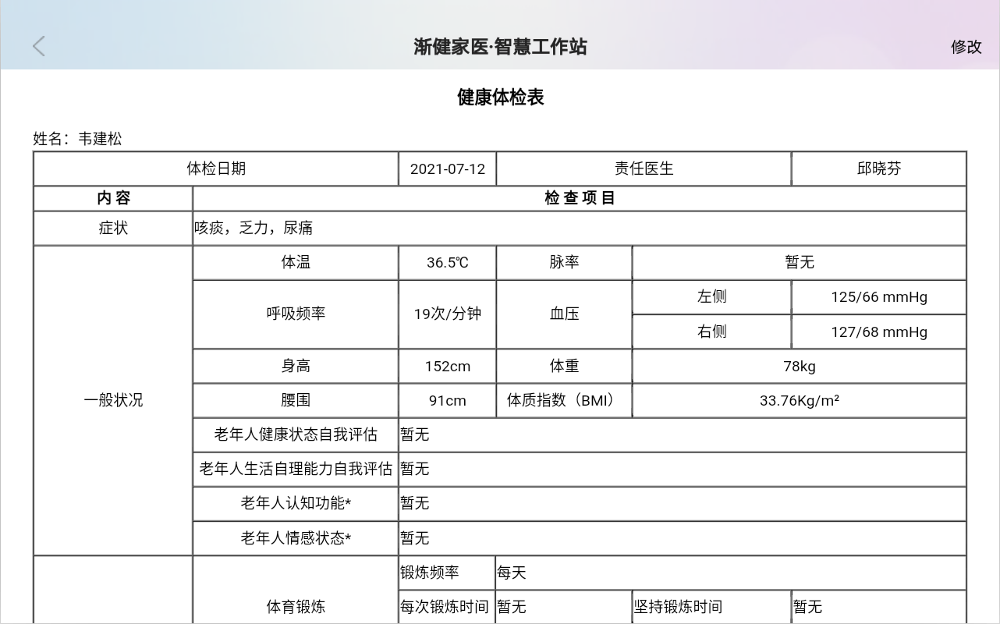 渐健家医·智慧工作站
修改
健康体检表
姓名：韦建松
体检日期 2021-07-12 责任医生 邱晓芬
内 容 检 查 项 目
症状 咳痰，乏力，尿痛
一般状况
体温 36.5℃ 脉率 暂无
呼吸频率 19次/分钟 血压 左侧 125/66 mmHg
右侧 127/68 mmHg
身高 152cm 体重 78kg
腰围 91cm 体质指数（BMI） 33.76Kg/m²
老年人健康状态自我评估 暂无
老年人生活自理能力自我评估 暂无
老年人认知功能* 暂无
老年人情感状态* 暂无
体育锻炼
锻炼频率 每天
每次锻炼时间 暂无 坚持锻炼时间 暂无